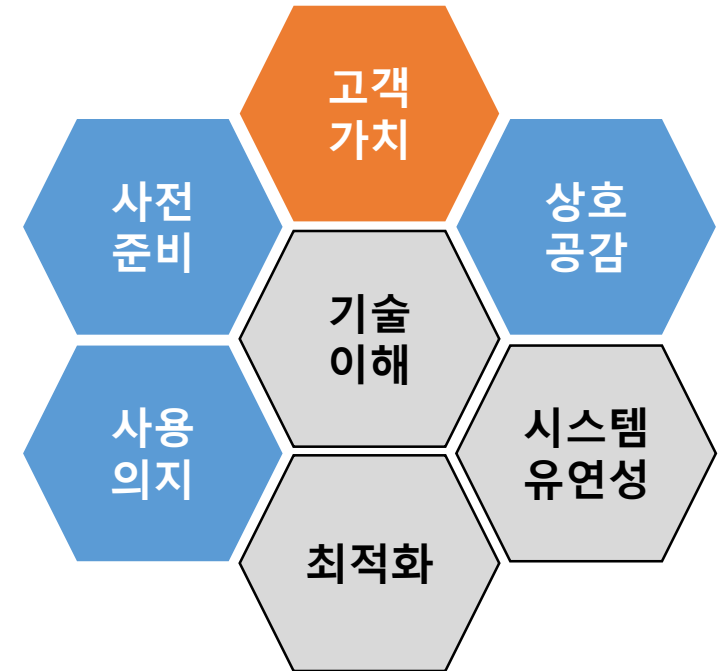 고객
가치
사전
준비
상호
공감
기술
이해
사용
의지
시스템
유연성
최적화